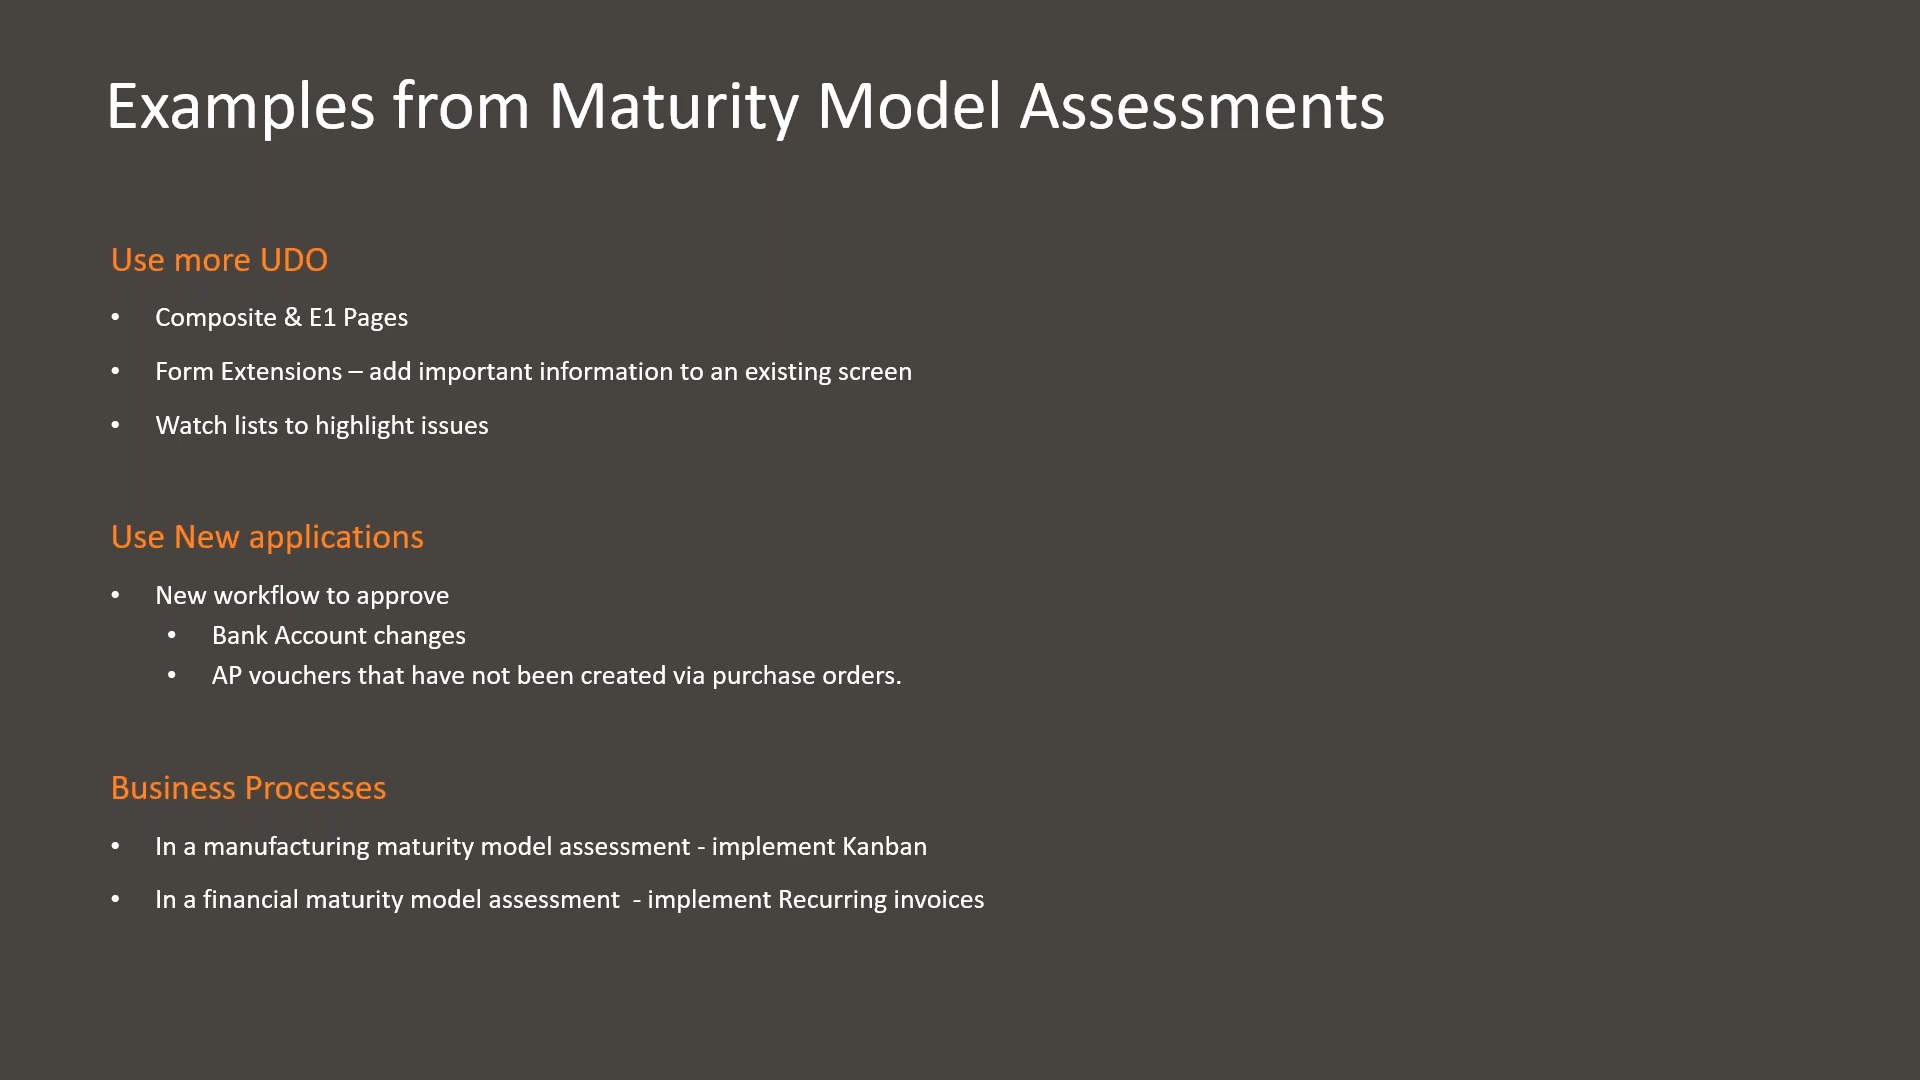 Examples from Maturity Model Assessments
Use more UDO
• Composite & E1 Pages
• Form Extensions – add important information to an existing screen
• Watch lists to highlight issues
Use New applications
• New workflow to approve
• Bank Account changes
• AP vouchers that have not been created via purchase orders.
Business Processes
• In a manufacturing maturity model assessment - implement Kanban
• In a financial maturity model assessment  - implement Recurring invoices